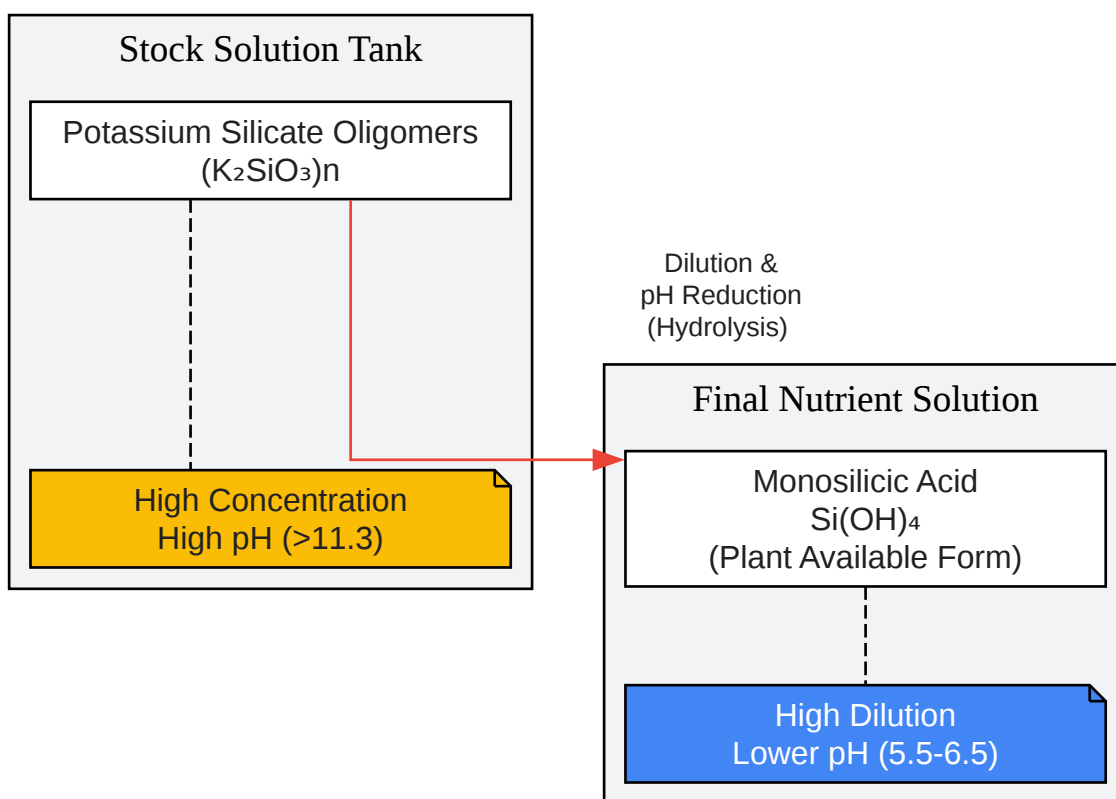 Stock Solution Tank
Potassium Silicate Oligomers
(K₂SiO₃)n
High Concentration
High pH (>11.3)
Dilution &
pH Reduction
(Hydrolysis)
Final Nutrient Solution
Monosilicic Acid
Si(OH)₄
(Plant Available Form)
High Dilution
Lower pH (5.5-6.5)